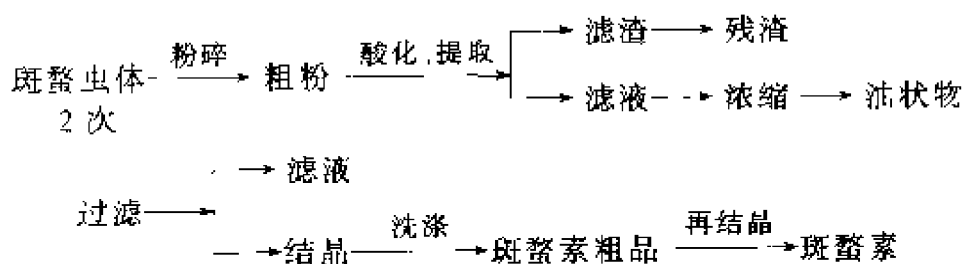 斑蝥虫体 粉碎 粗粉 酸化、提取 滤渣 残渣
2 次 滤液 浓缩 油状物
过滤 滤液
结晶 洗涤 斑蝥素粗品 再结晶 斑蝥素